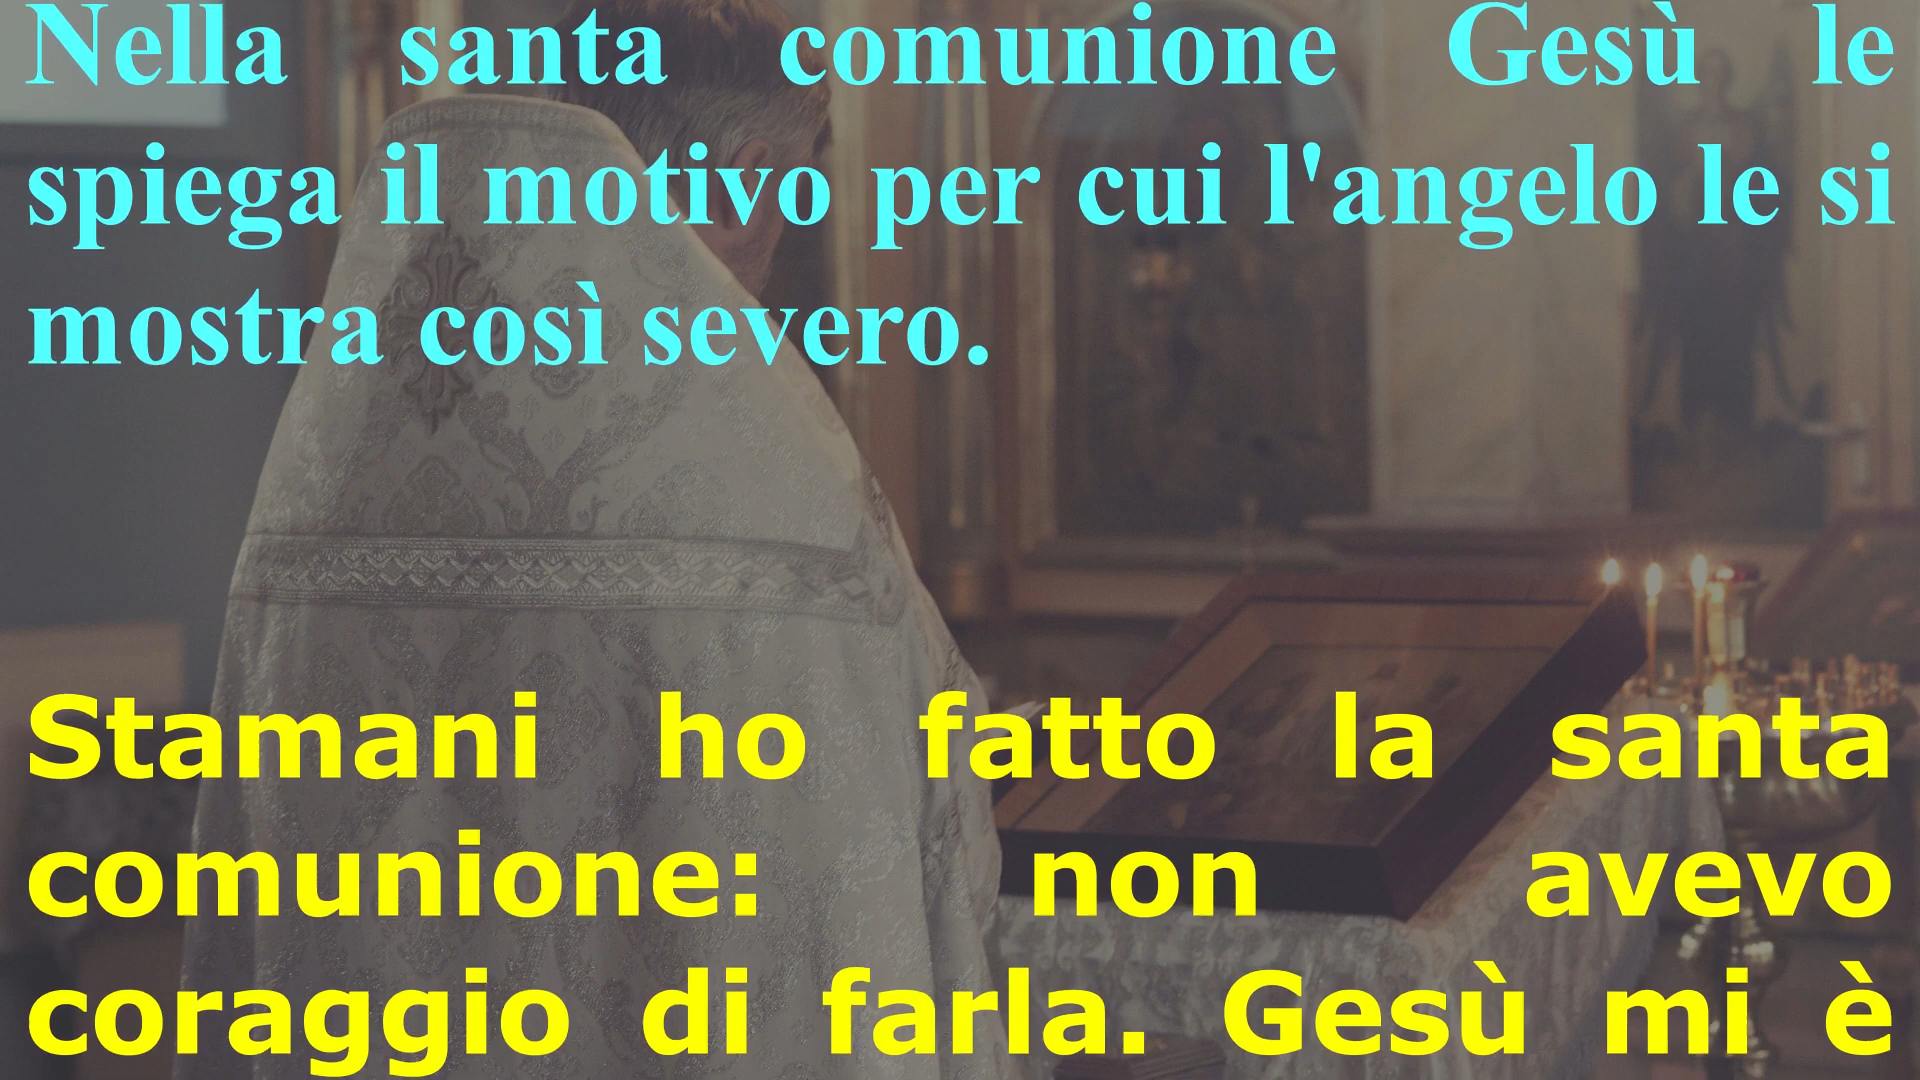 Nella santa comunione Gesù le
spiega il motivo per cui l'angelo le si
mostra così severo.
Stamani ho fatto la santa
comunione: non avevo
coraggio di farla. Gesù mi è